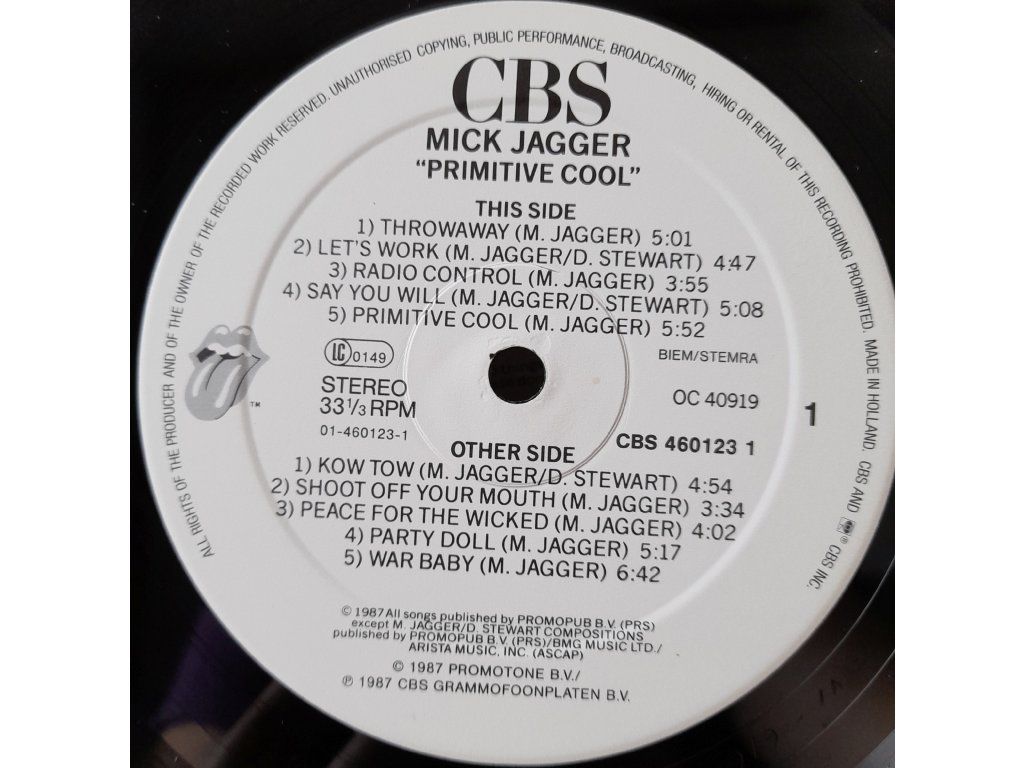 ALL RIGHTS OF THE PRODUCER AND OF THE OWNER OF THE RECORDED WORK RESERVED. UNAUTHORISED COPYING, PUBLIC PERFORMANCE, BROADCASTING, HIRING OR RENTAL OF THIS RECORDING PROHIBITED. MADE IN HOLLAND. CBS AND ® CBS INC.
CBS
MICK JAGGER
“PRIMITIVE COOL”
THIS SIDE
1) THROWAWAY (M. JAGGER) 5:01
2) LET'S WORK (M. JAGGER/D. STEWART) 4:47
3) RADIO CONTROL (M. JAGGER) 3:55
4) SAY YOU WILL (M. JAGGER/D. STEWART) 5:08
5) PRIMITIVE COOL (M. JAGGER) 5:52
LC 0149
BIEM/STEMRA
STEREO
33⅓ RPM
01-460123-1
TM
OC 40919
1
CBS 460123 1
OTHER SIDE
1) KOW TOW (M. JAGGER/D. STEWART) 4:54
2) SHOOT OFF YOUR MOUTH (M. JAGGER) 3:34
3) PEACE FOR THE WICKED (M. JAGGER) 4:02
4) PARTY DOLL (M. JAGGER) 5:17
5) WAR BABY (M. JAGGER) 6:42
© 1987 All songs published by PROMOPUB B.V. (PRS)
except M. JAGGER/D. STEWART COMPOSITIONS
published by PROMOPUB B.V. (PRS)/BMG MUSIC LTD./
ARISTA MUSIC, INC. (ASCAP)
© 1987 PROMOTONE B.V./
℗ 1987 CBS GRAMMOFOONPLATEN B.V.